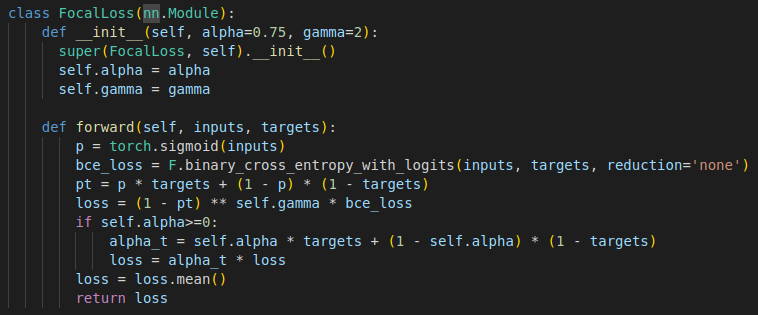 class FocalLoss(nn.Module):
    def __init__(self, alpha=0.75, gamma=2):
      super(FocalLoss, self).__init__()
      self.alpha = alpha
      self.gamma = gamma

    def forward(self, inputs, targets):
        p = torch.sigmoid(inputs)
        bce_loss = F.binary_cross_entropy_with_logits(inputs, targets, reduction='none')
        pt = p * targets + (1 - p) * (1 - targets)
        loss = (1 - pt) ** self.gamma * bce_loss
        if self.alpha>=0:
            alpha_t = self.alpha * targets + (1 - self.alpha) * (1 - targets)
            loss = alpha_t * loss
        loss = loss.mean()
        return loss